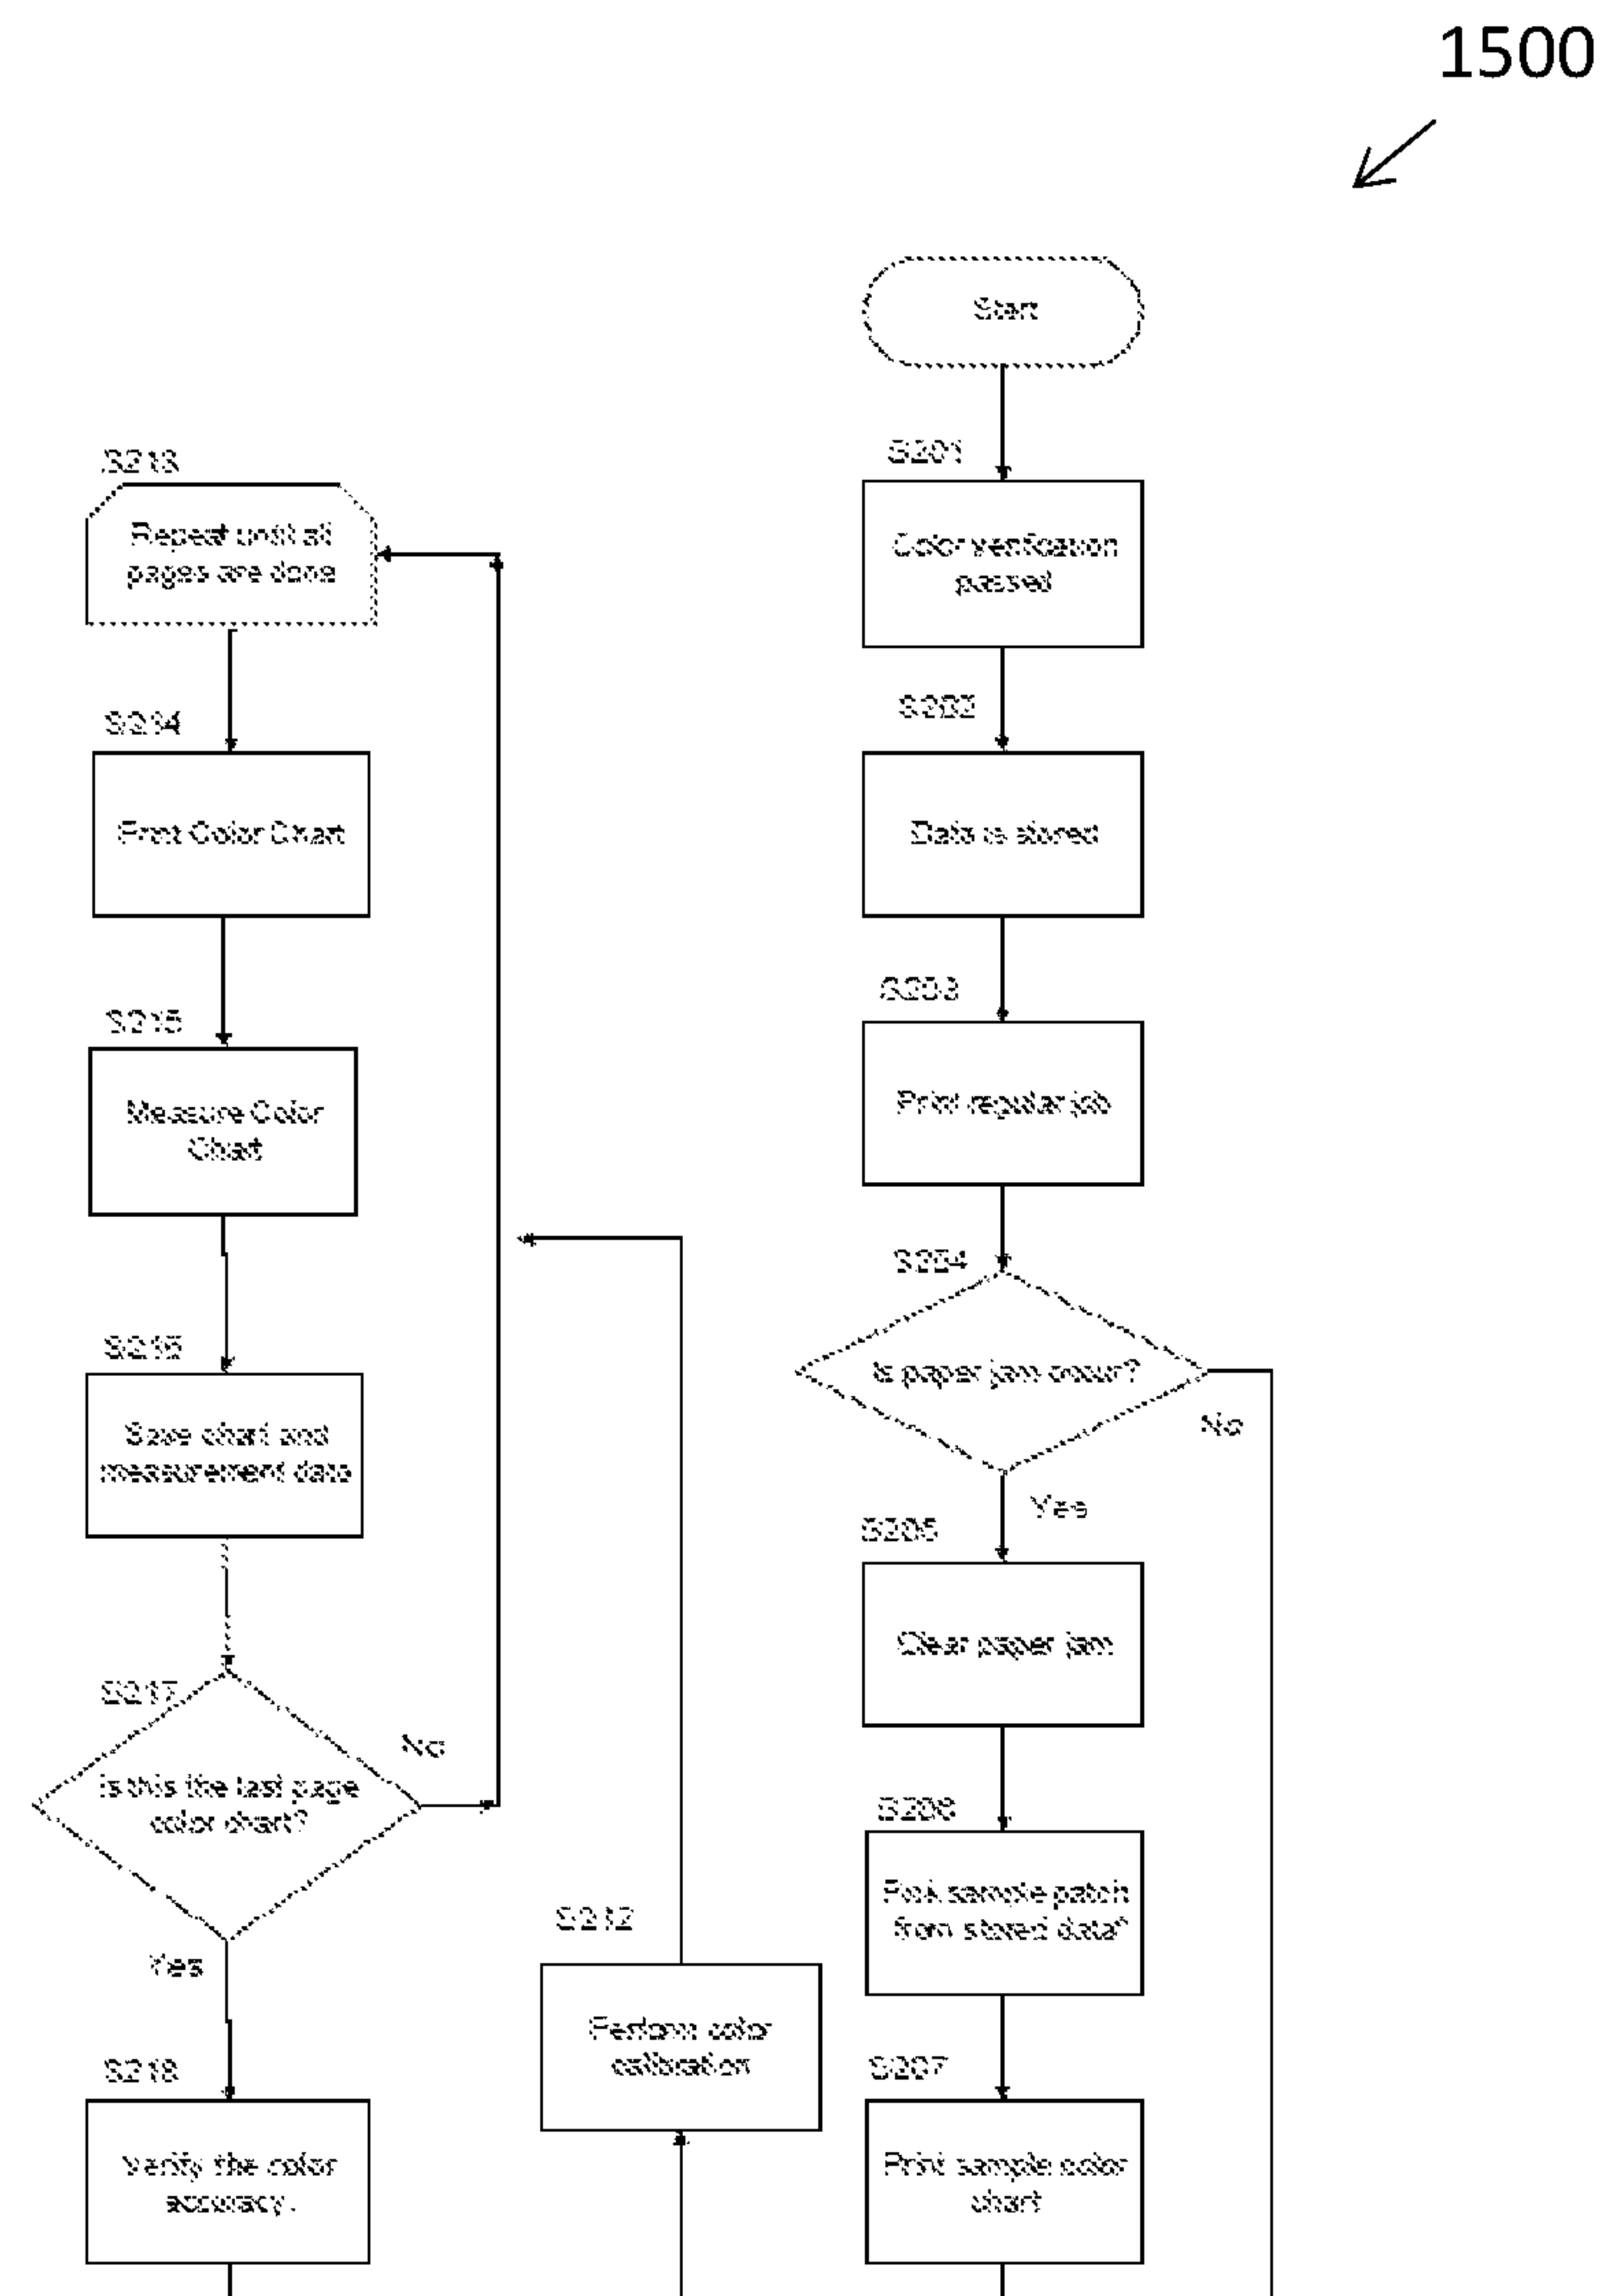 1500
Start
S201
Color verification
passed
S202
Data is stored
S203
Print regular job
S204
Is paper jam occur?
No
Yes
S205
Clear paper jam
S206
Pick sample patch
from stored data*
S207
Print sample color
chart
S212
Perform color
calibration
S213
Repeat until all
pages are done
S214
Print Color Chart
S215
Measure Color
Chart
S216
Save chart and
measurement data
S217
Is this the last page
color chart?
No
Yes
S218
Verify the color
accuracy.